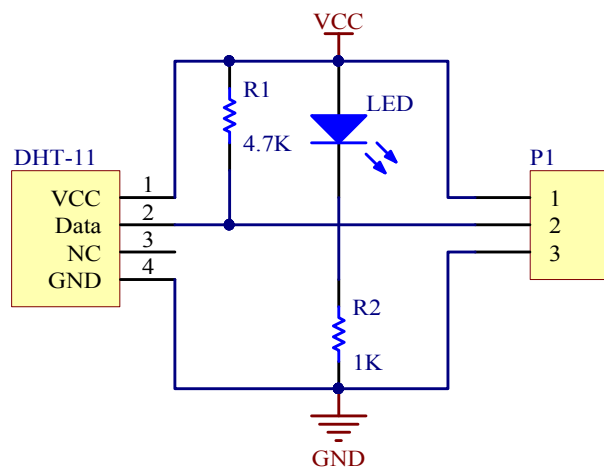 VCC
R1
LED
4.7K
DHT-11
P1
VCC 1
Data 2
NC 3
GND 4
1
2
3
R2
1K
GND